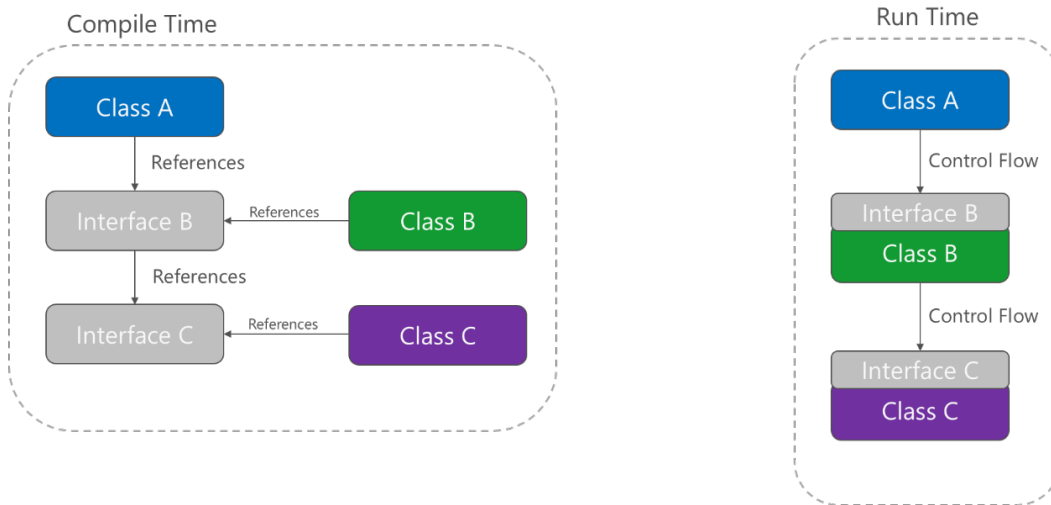 Compile Time
Class A
References
Interface B
References
Class B
References
Interface C
References
Class C
Run Time
Class A
Control Flow
Interface B
Class B
Control Flow
Interface C
Class C